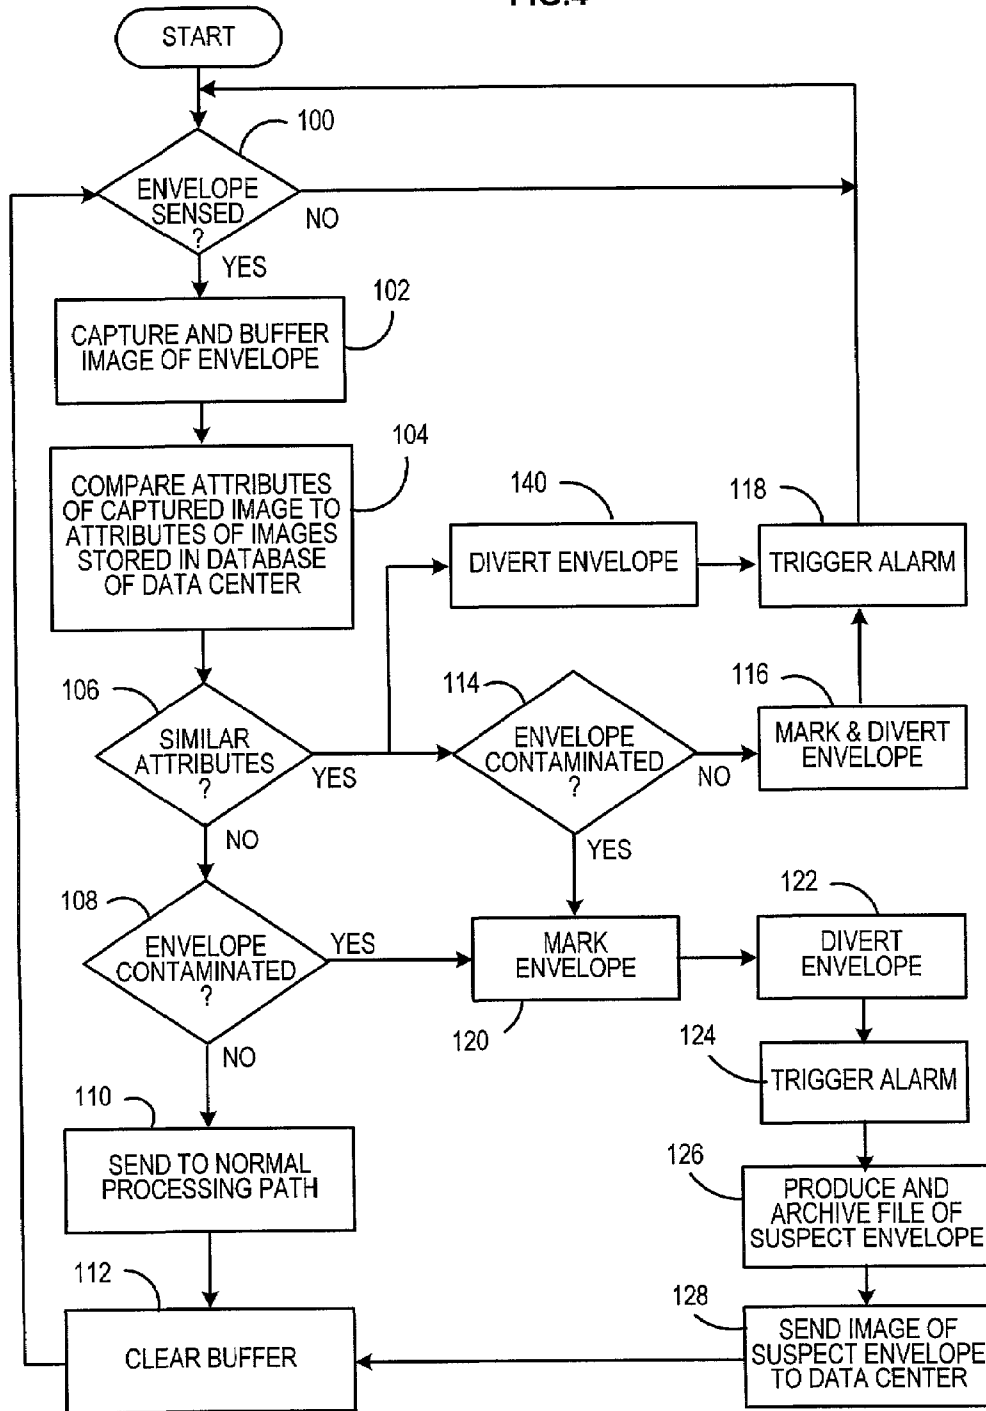 FIG.4
START
100
ENVELOPE
SENSED
?
NO
YES
102
CAPTURE AND BUFFER
IMAGE OF ENVELOPE
104
COMPARE ATTRIBUTES
OF CAPTURED IMAGE TO
ATTRIBUTES OF IMAGES
STORED IN DATABASE
OF DATA CENTER
140
DIVERT ENVELOPE
118
TRIGGER ALARM
106
SIMILAR
ATTRIBUTES
?
YES
NO
114
ENVELOPE
CONTAMINATED
?
NO
YES
116
MARK & DIVERT
ENVELOPE
108
ENVELOPE
CONTAMINATED
?
YES
NO
MARK
ENVELOPE
120
122
DIVERT
ENVELOPE
124
TRIGGER ALARM
110
SEND TO NORMAL
PROCESSING PATH
126
PRODUCE AND
ARCHIVE FILE OF
SUSPECT ENVELOPE
112
CLEAR BUFFER
128
SEND IMAGE OF
SUSPECT ENVELOPE
TO DATA CENTER